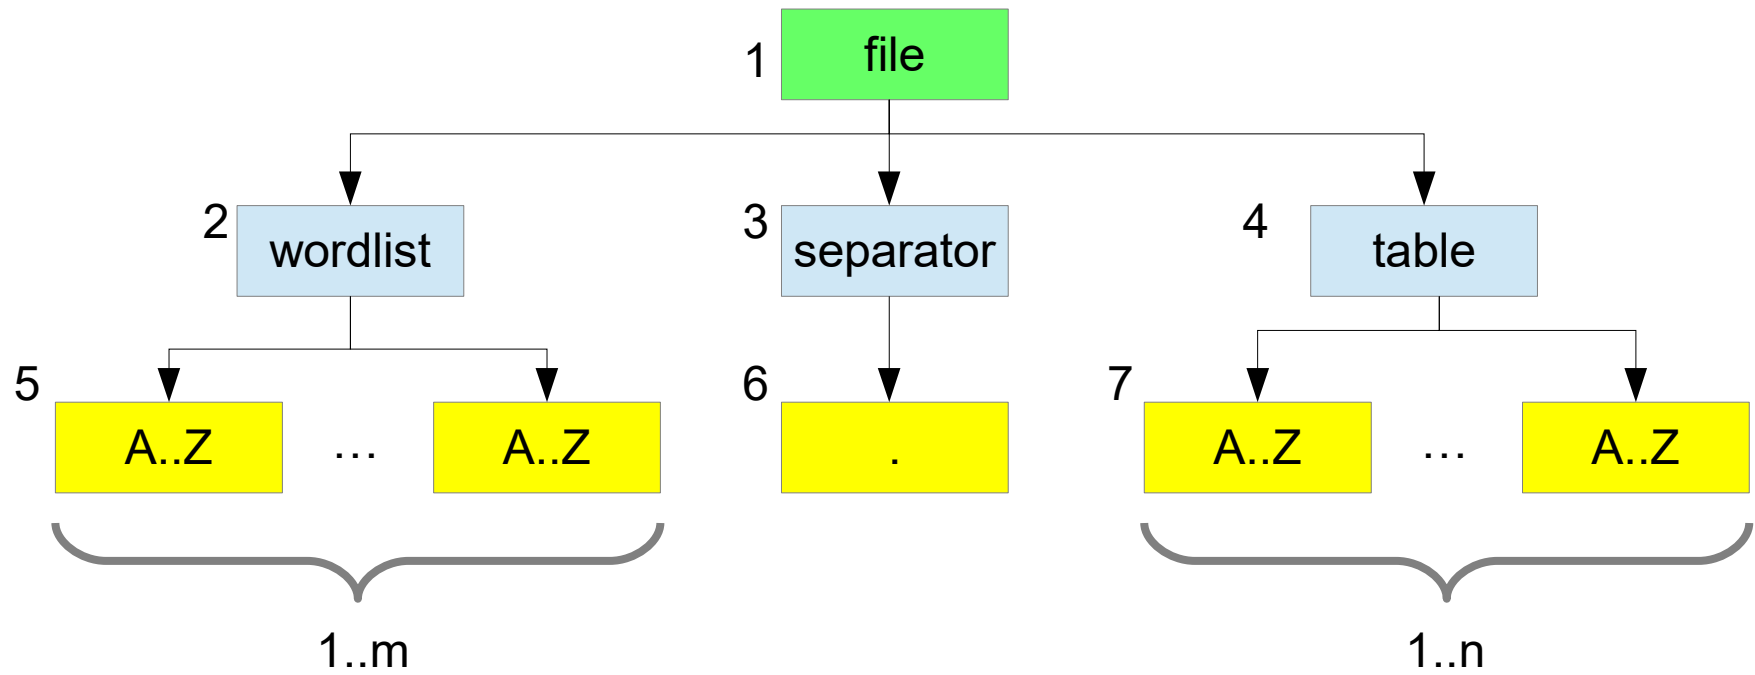 1 file
2 wordlist
3 separator
4 table
5 A..Z ... A..Z
6 .
7 A..Z ... A..Z
1..m
1..n